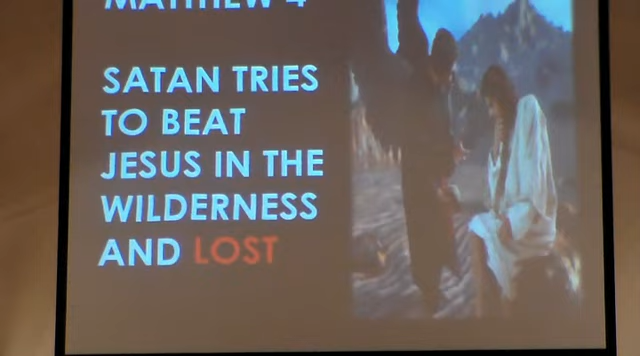 MATTHEW 4
SATAN TRIES
TO BEAT
JESUS IN THE
WILDERNESS
AND LOST